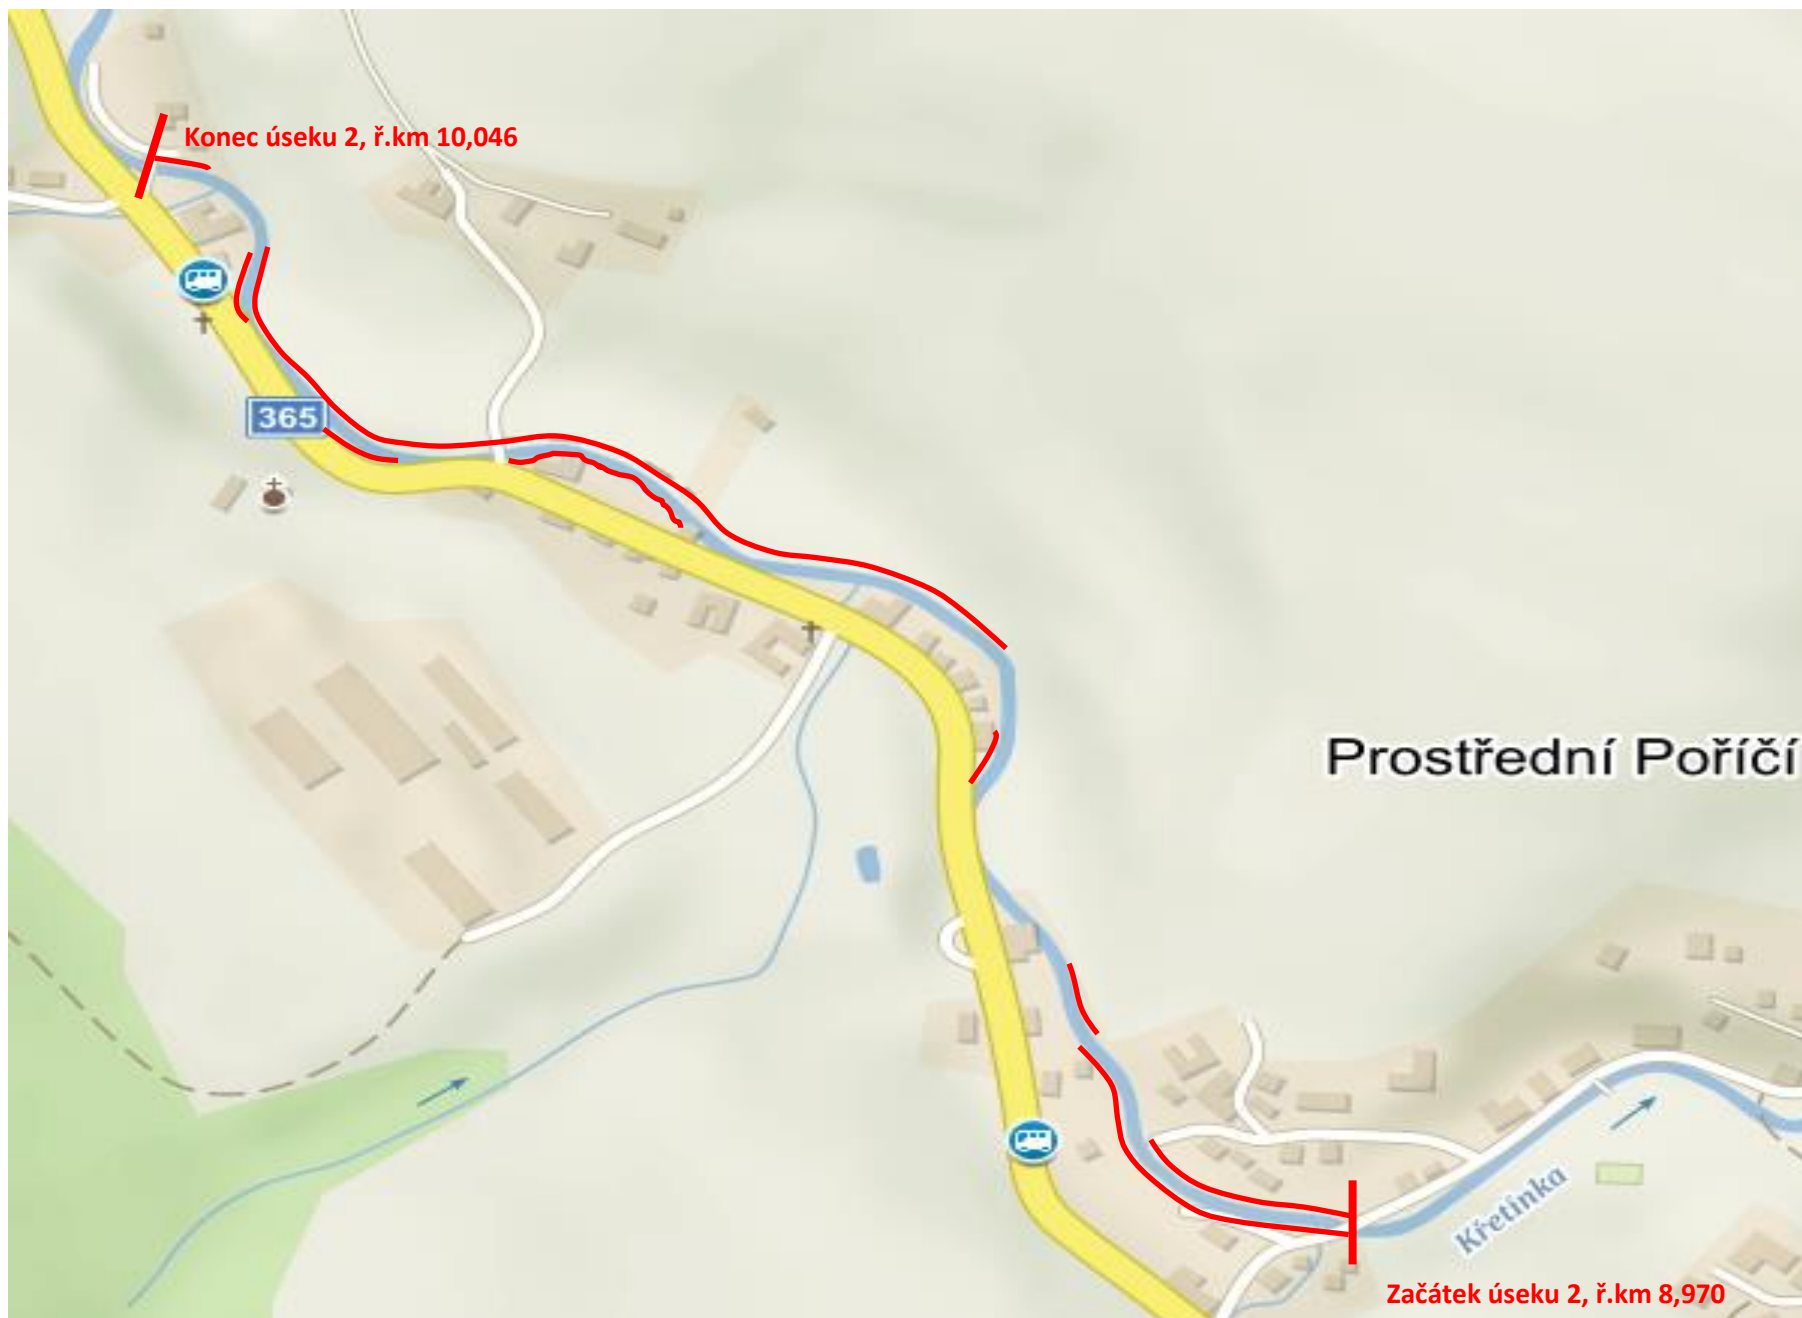 Konec úseku 2, ř.km 10,046
365
Prostřední Poříčí
Křetínka
Začátek úseku 2, ř.km 8,970